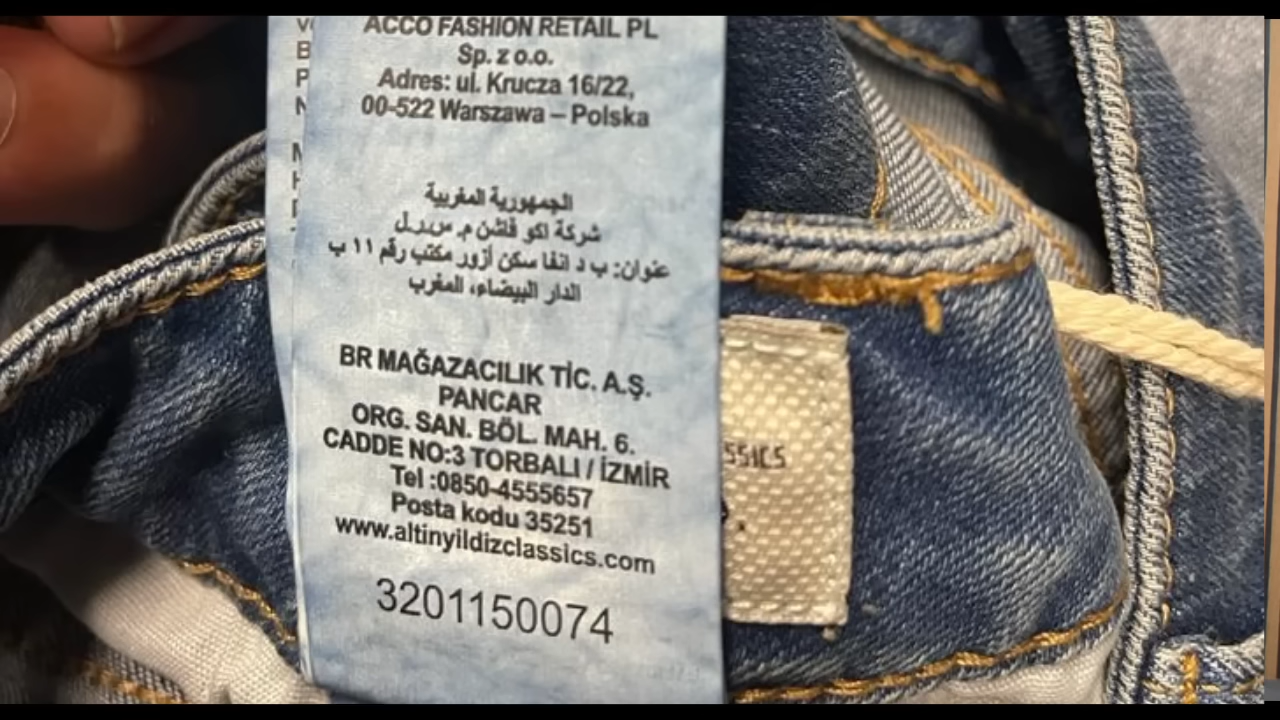 ACCO FASHION RETAIL PL
Sp. z o.o.
Adres: ul. Krucza 16/22,
00-522 Warszawa – Polska
الجمهورية المغربية
شركة اكو فاشن م. س.د.ل
عنوان: ب د انفا سكن أزور مكتب رقم ١١ ب
الدار البيضاء، المغرب
BR MAĞAZACILIK TİC. A.Ş.
PANCAR
ORG. SAN. BÖL. MAH. 6.
CADDE NO:3 TORBALI / İZMİR
Tel :0850-4555657
Posta kodu 35251
www.altinyildizclassics.com
3201150074
SSICS